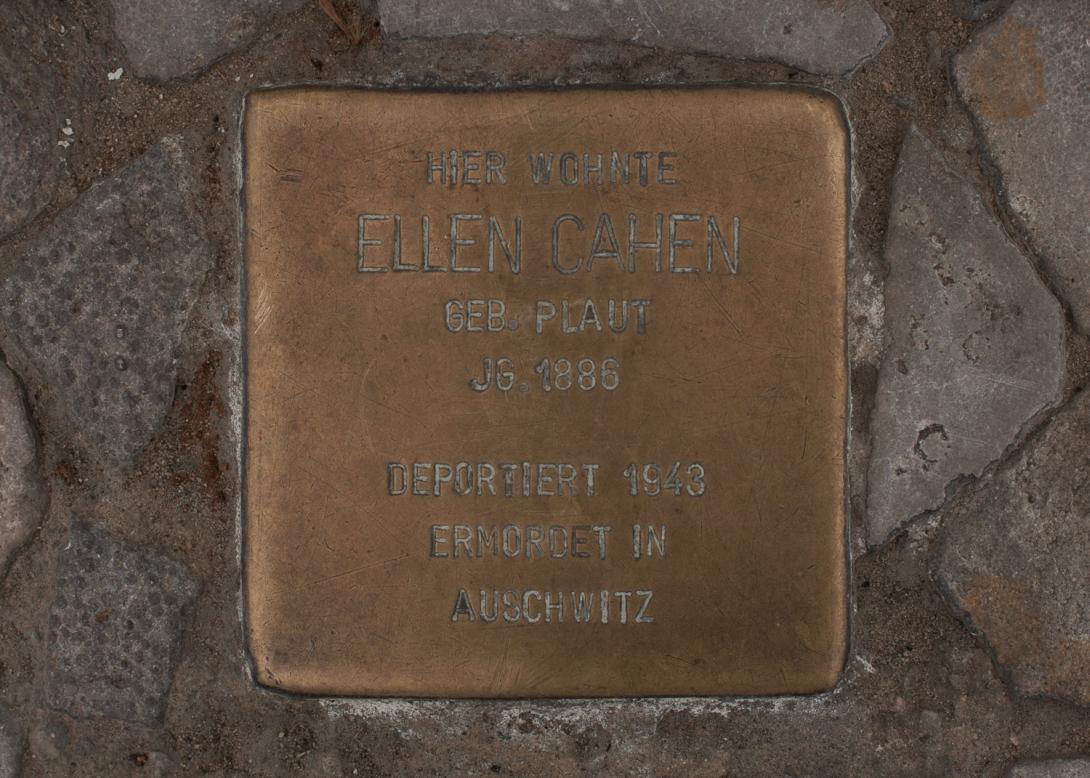 HIER WOHNTE
ELLEN CAHEN
GEB. PLAUT
JG. 1886
DEPORTIERT 1943
ERMORDET IN
AUSCHWITZ